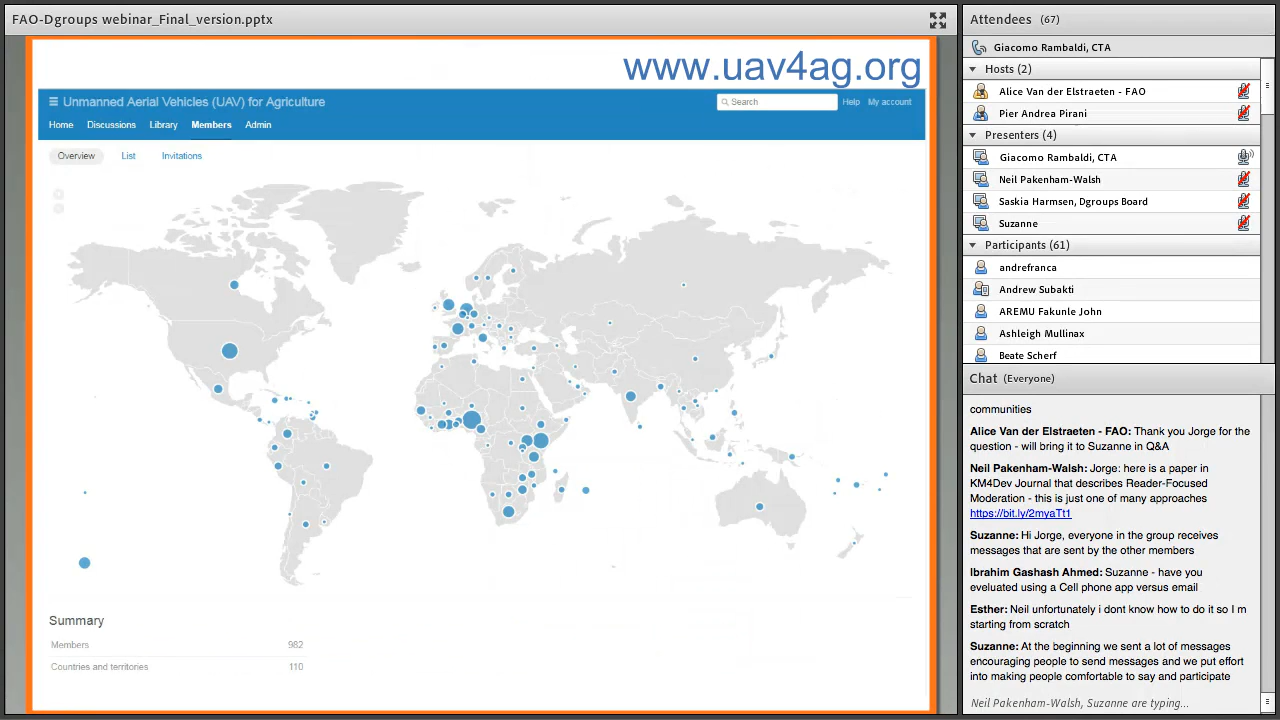 FAO-Dgroups webinar_Final_version.pptx
www.uav4ag.org
Unmanned Aerial Vehicles (UAV) for Agriculture
Search
Help My account
Home Discussions Library Members Admin
Overview List Invitations
Summary
Members 982
Countries and territories 110
Attendees (67)
Giacomo Rambaldi, CTA
Hosts (2)
Alice Van der Elstraeten - FAO
Pier Andrea Pirani
Presenters (4)
Giacomo Rambaldi, CTA
Neil Pakenham-Walsh
Saskia Harmsen, Dgroups Board
Suzanne
Participants (61)
andrefranca
Andrew Subakti
AREMU Fakunle John
Ashleigh Mullinax
Beate Scherf
Chat (Everyone)
communities
Alice Van der Elstraeten - FAO: Thank you Jorge for the
question - will bring it to Suzanne in Q&A
Neil Pakenham-Walsh: Jorge: here is a paper in
KM4Dev Journal that describes Reader-Focused
Moderation - this is just one of many approaches
https://bit.ly/2myaTt1
Suzanne: Hi Jorge, everyone in the group receives
messages that are sent by the other members
Ibrahim Gashash Ahmed: Suzanne - have you
eveluated using a Cell phone app versus email
Esther: Neil unfortunately i dont know how to do it so I m
starting from scratch
Suzanne: At the beginning we sent a lot of messages
encouraging people to send messages and we put effort
into making people comfortable to say and participate
Neil Pakenham-Walsh, Suzanne are typing...